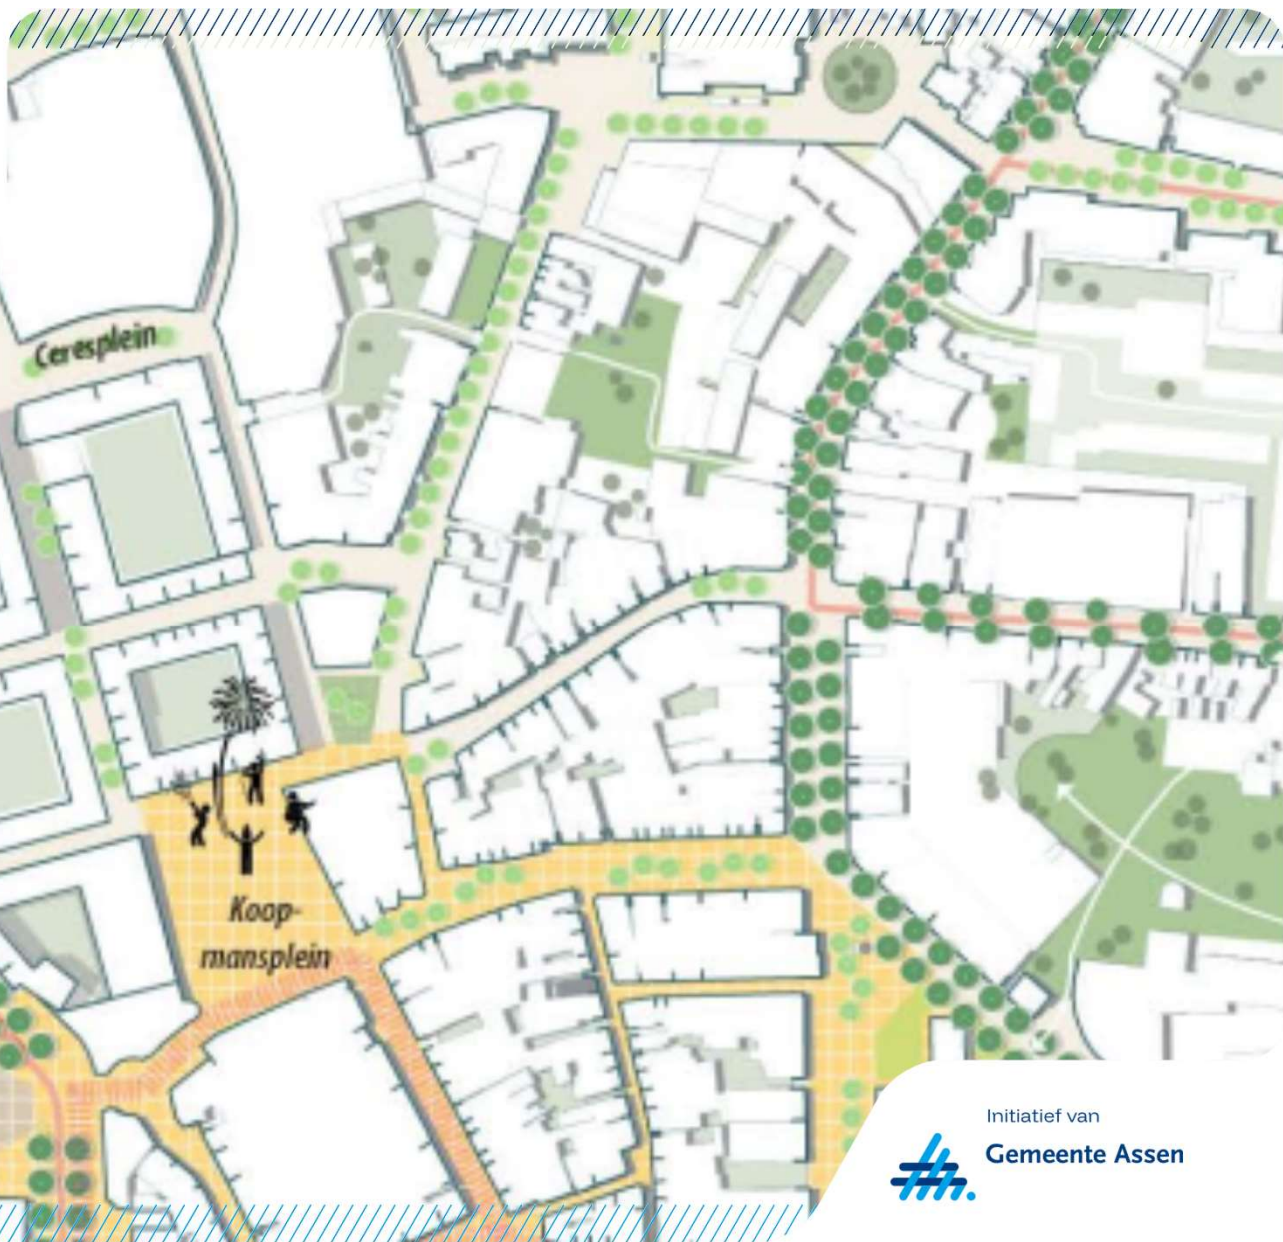 Ceresplein
Koop-
mansplein
Initiatief van
Gemeente Assen